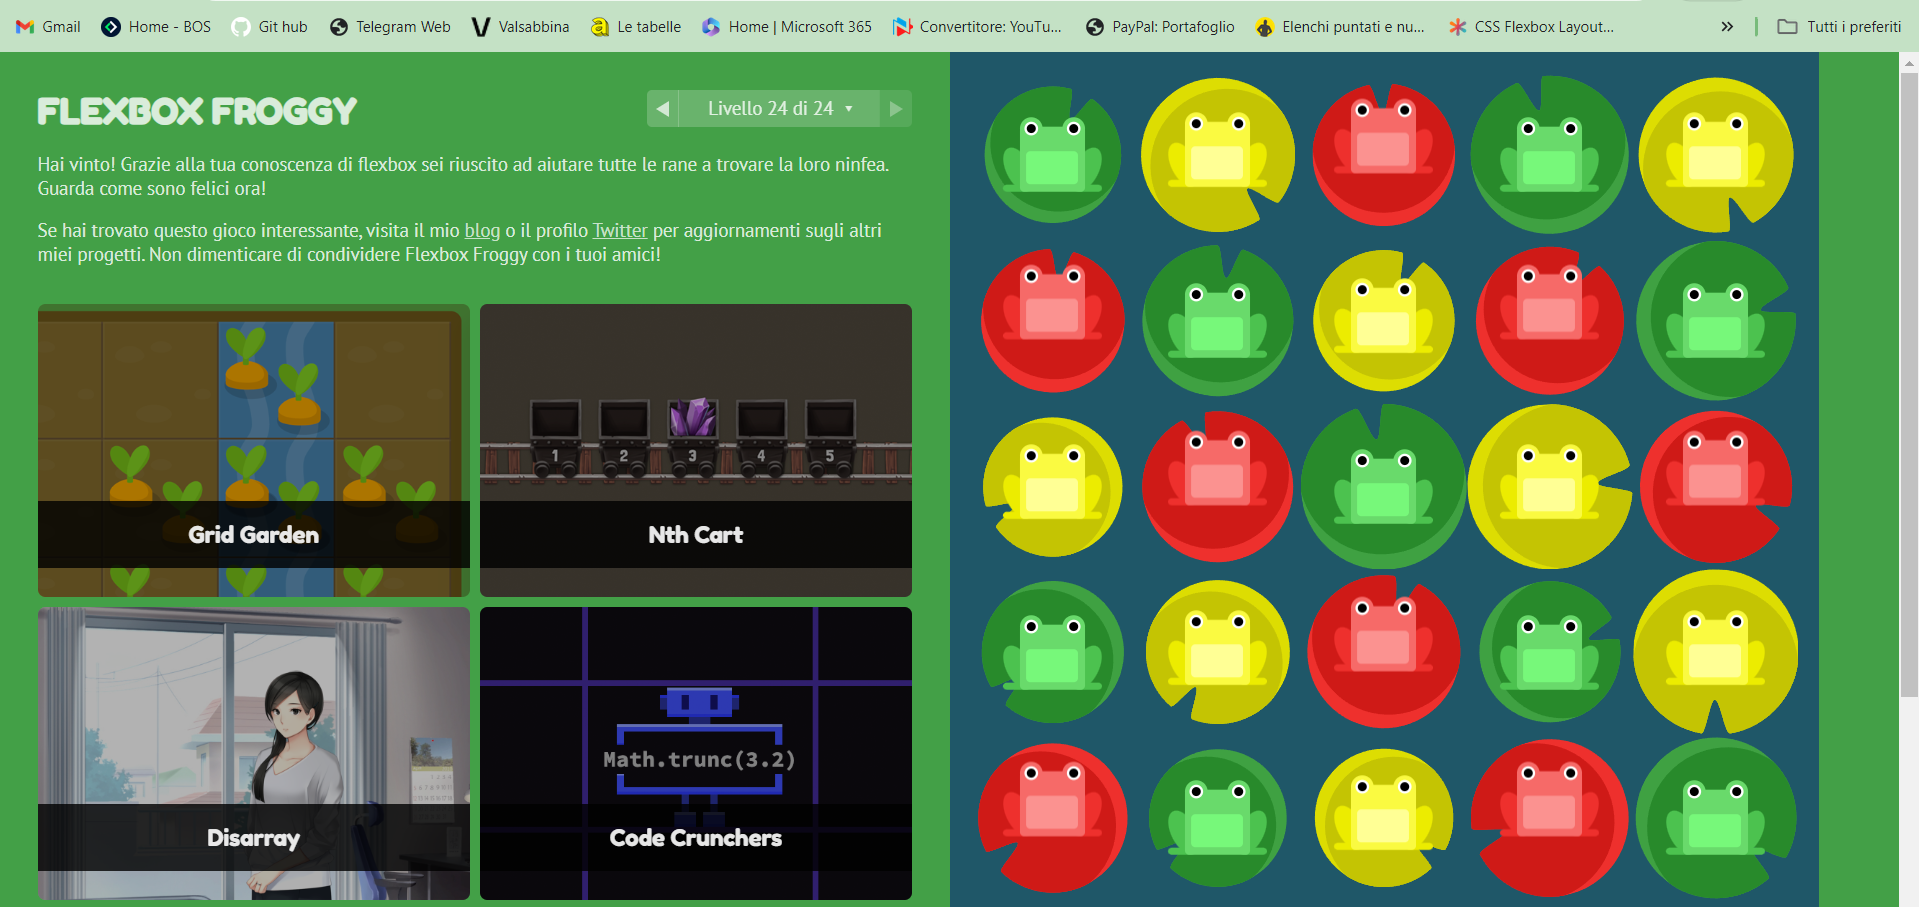 Gmail
Home - BOS
Git hub
Telegram Web
Valsabbina
Le tabelle
Home | Microsoft 365
Convertitore: YouTu...
PayPal: Portafoglio
Elenchi puntati e nu...
CSS Flexbox Layout...
»
Tutti i preferiti
FLEXBOX FROGGY
Livello 24 di 24
Hai vinto! Grazie alla tua conoscenza di flexbox sei riuscito ad aiutare tutte le rane a trovare la loro ninfea.
Guarda come sono felici ora!
Se hai trovato questo gioco interessante, visita il mio blog o il profilo Twitter per aggiornamenti sugli altri
miei progetti. Non dimenticare di condividere Flexbox Froggy con i tuoi amici!
Grid Garden
1 2 3 4 5
Nth Cart
Disarray
Math.trunc(3.2)
Code Crunchers